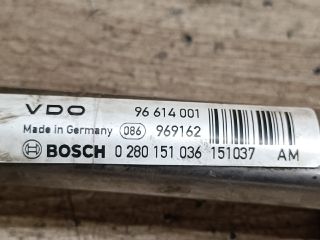 VDO 96 614 001
Made in Germany 086 969162
BOSCH 0 280 151 036 151037 AM